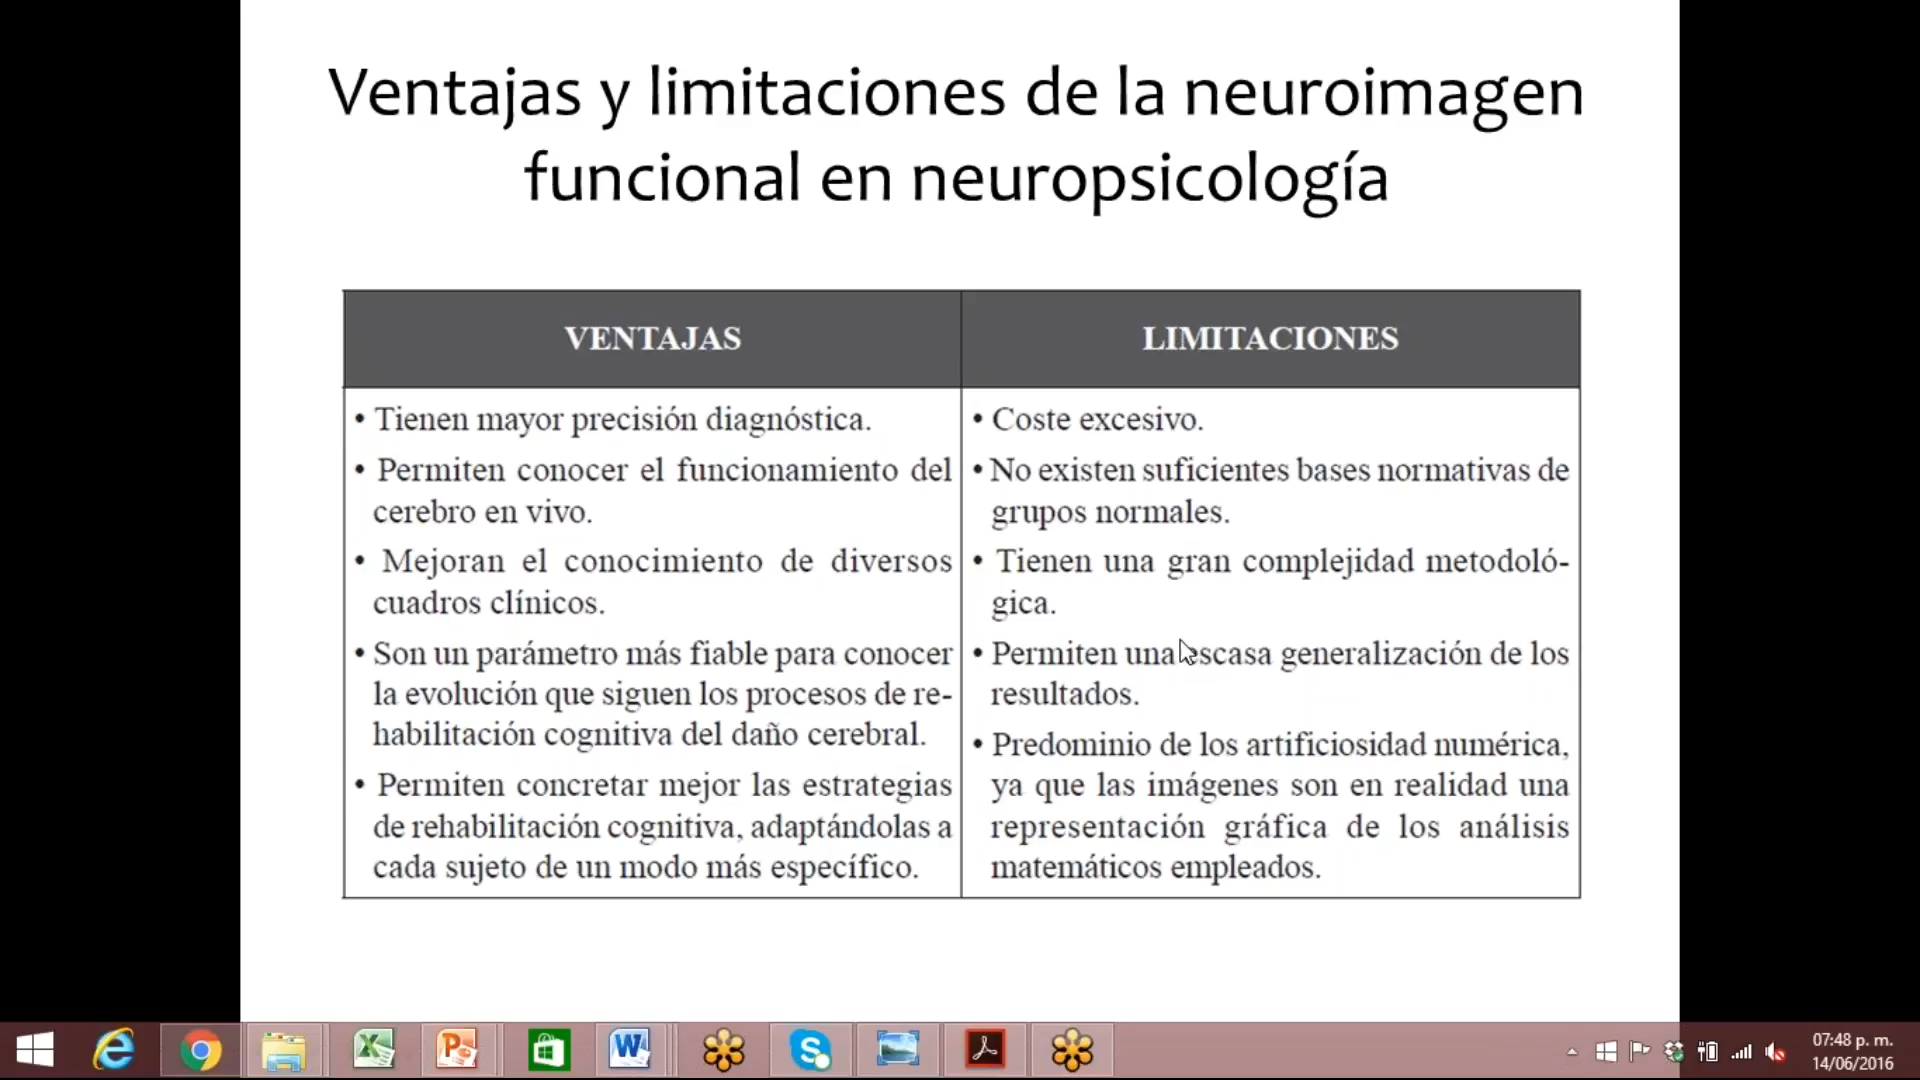 Ventajas y limitaciones de la neuroimagen
funcional en neuropsicología
VENTAJAS
• Tienen mayor precisión diagnóstica.
• Permiten conocer el funcionamiento del
cerebro en vivo.
• Mejoran el conocimiento de diversos
cuadros clínicos.
• Son un parámetro más fiable para conocer
la evolución que siguen los procesos de re-
habilitación cognitiva del daño cerebral.
• Permiten concretar mejor las estrategias
de rehabilitación cognitiva, adaptándolas a
cada sujeto de un modo más específico.
LIMITACIONES
• Coste excesivo.
• No existen suficientes bases normativas de
grupos normales.
• Tienen una gran complejidad metodoló-
gica.
• Permiten una escasa generalización de los
resultados.
• Predominio de los artificiosidad numérica,
ya que las imágenes son en realidad una
representación gráfica de los análisis
matemáticos empleados.
07:48 p. m.
14/06/2016